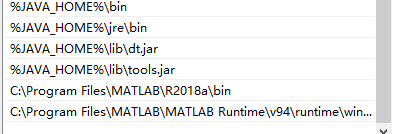 %JAVA_HOME%\bin
%JAVA_HOME%\jre\bin
%JAVA_HOME%\lib\dt.jar
%JAVA_HOME%\lib\tools.jar
C:\Program Files\MATLAB\R2018a\bin
C:\Program Files\MATLAB\MATLAB Runtime\v94\runtime\win...